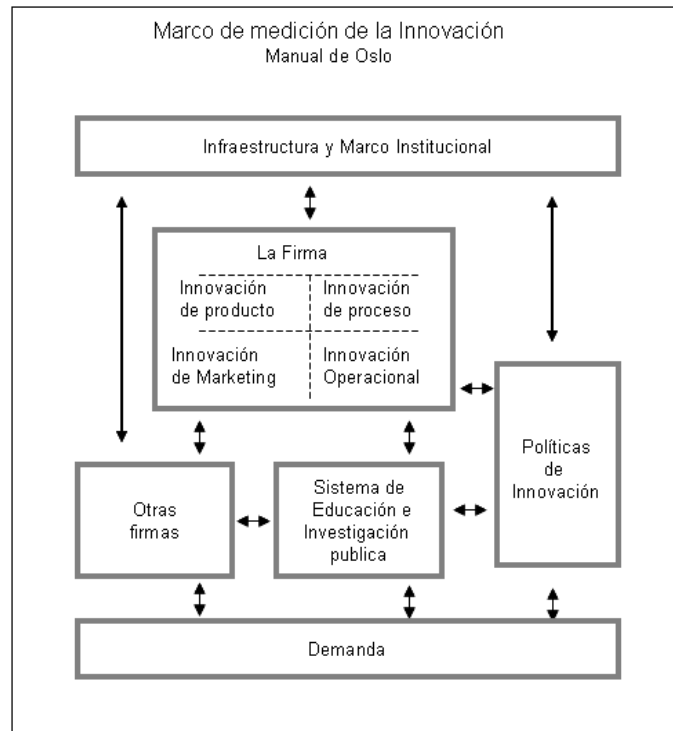 Marco de medición de la Innovación
Manual de Oslo
Infraestructura y Marco Institucional
La Firma
Innovación
de producto
Innovación
de proceso
Innovación
de Marketing
Innovación
Operacional
Políticas
de
Innovación
Otras
firmas
Sistema de
Educación e
Investigación
publica
Demanda